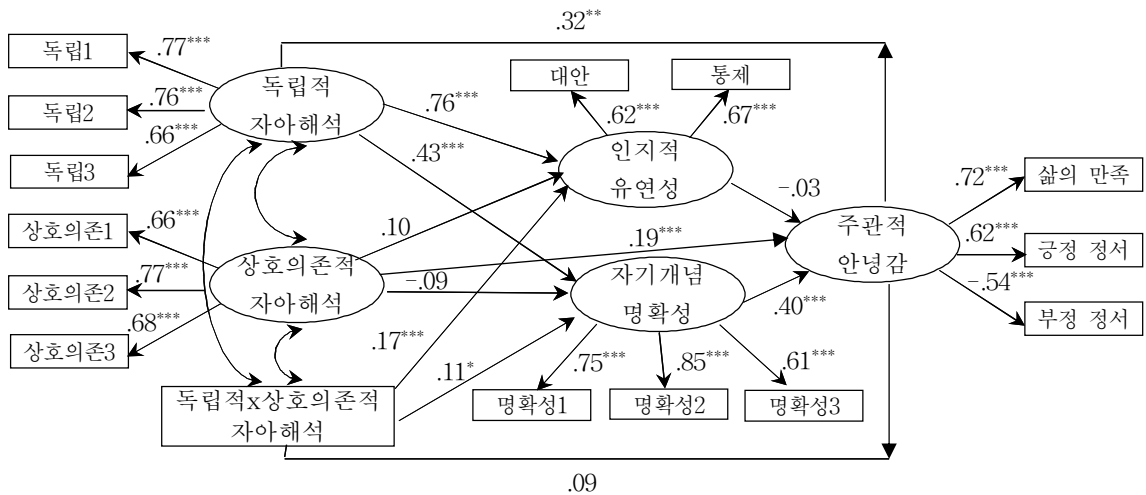 .32**
독립1
.77***
독립적
자아해석
대안
통제
독립2
.76***
.76***
.62***
.67***
.66***
.43***
인지적
유연성
독립3
-.03
.72***
삶의 만족
상호의존1
.66***
.10
.19***
주관적
안녕감
.62***
긍정 정서
상호의존적
자아해석
상호의존2
.77***
-.09
자기개념
명확성
-.54***
.40***
부정 정서
.68***
상호의존3
.17***
.11*
.75***
.85***
.61***
독립적x상호의존적
자아해석
명확성1
명확성2
명확성3
.09